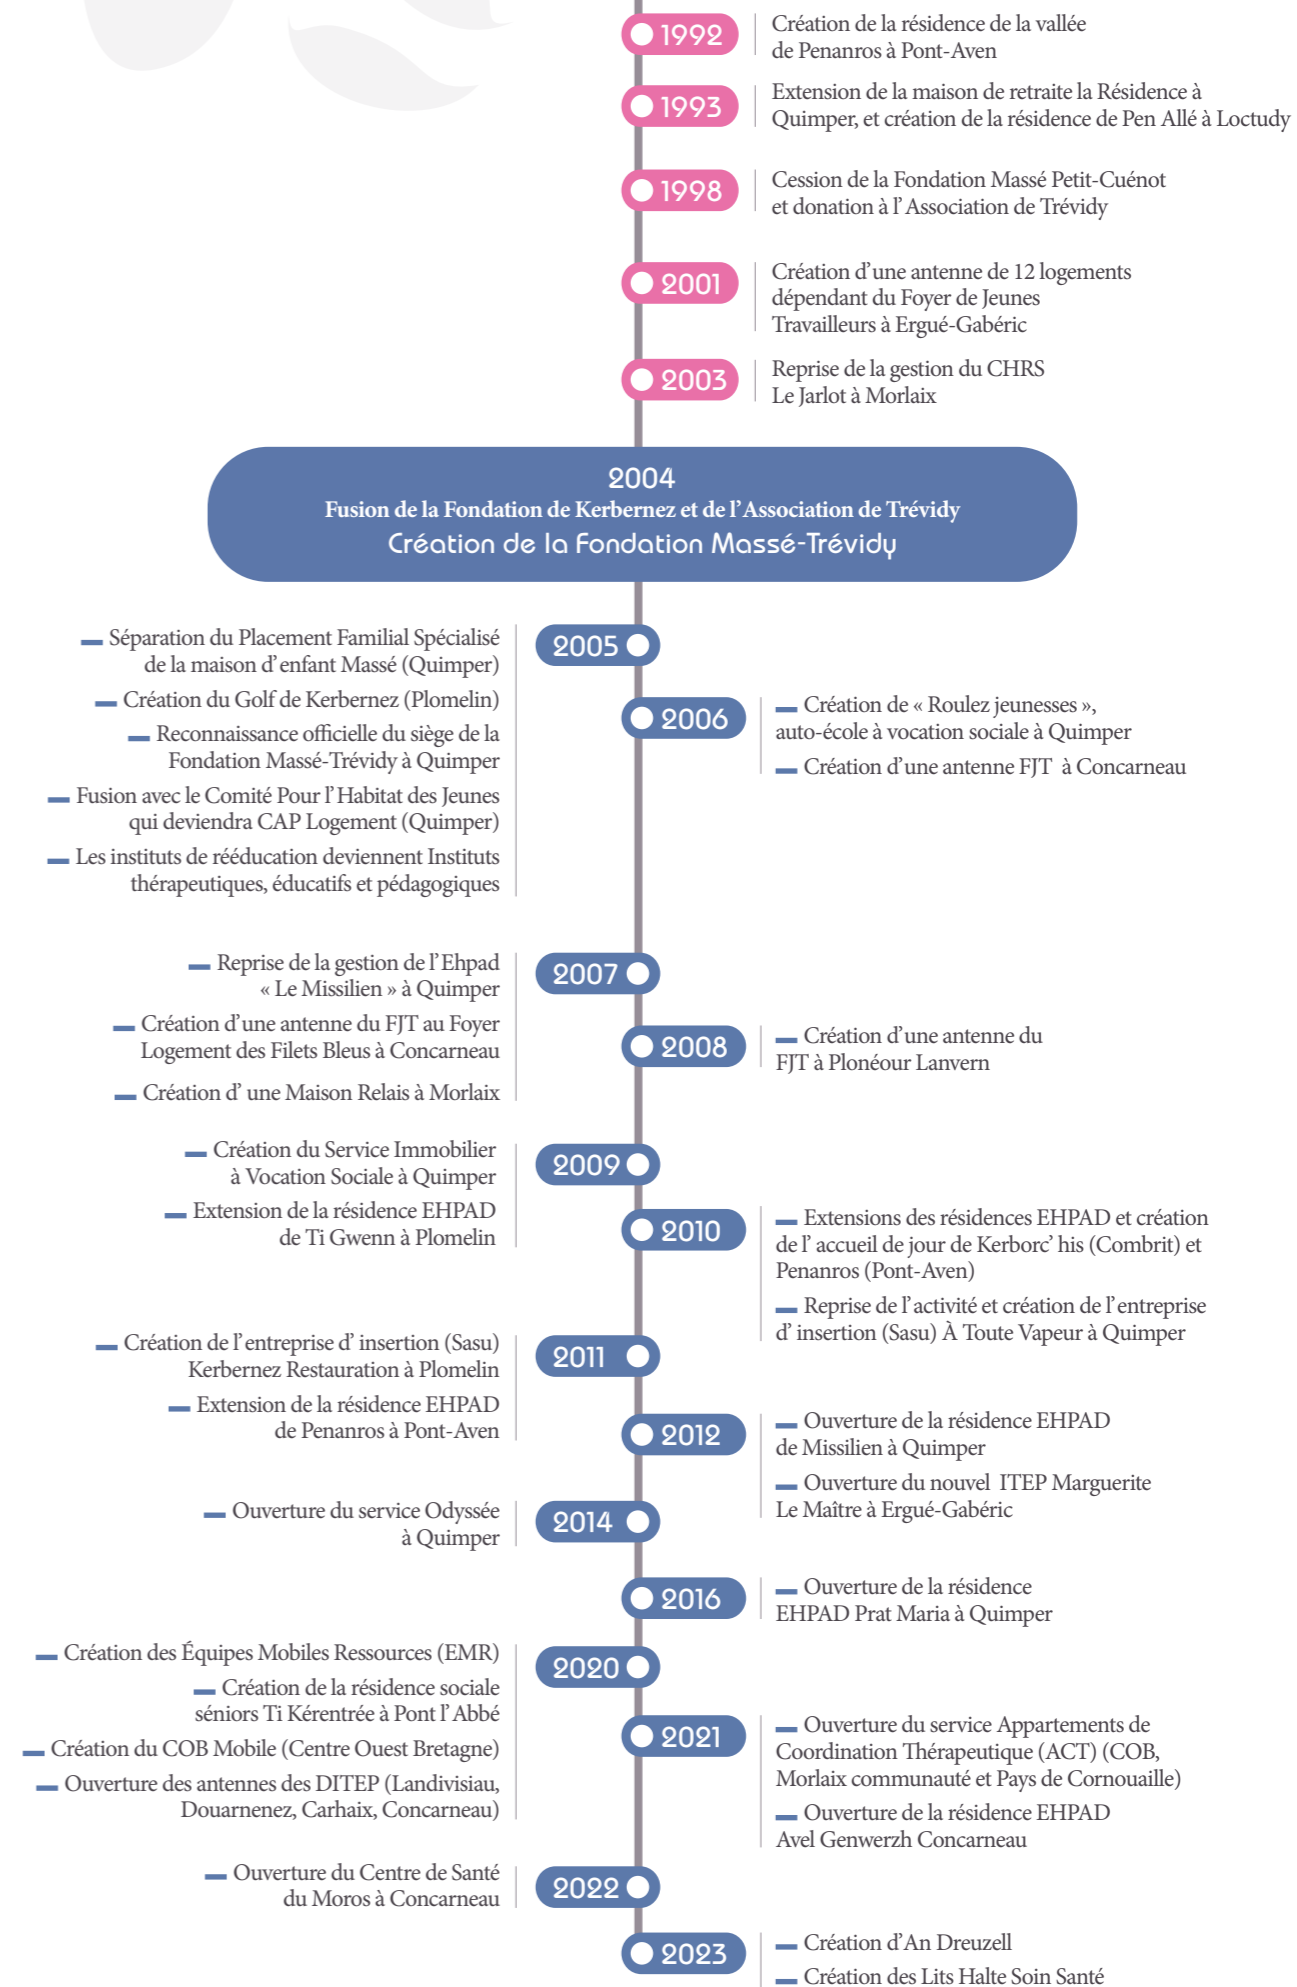 1992
Création de la résidence de la vallée
de Penanros à Pont-Aven
1993
Extension de la maison de retraite la Résidence à
Quimper, et création de la résidence de Pen Allé à Loctudy
1998
Cession de la Fondation Massé Petit-Cuénot
et donation à l'Association de Trévidy
2001
Création d'une antenne de 12 logements
dépendant du Foyer de Jeunes
Travailleurs à Ergué-Gabéric
2003
Reprise de la gestion du CHRS
Le Jarlot à Morlaix
2004
Fusion de la Fondation de Kerbernez et de l'Association de Trévidy
Création de la Fondation Massé-Trévidy
2005
Séparation du Placement Familial Spécialisé
de la maison d'enfant Massé (Quimper)
Création du Golf de Kerbernez (Plomelin)
Reconnaissance officielle du siège de la
Fondation Massé-Trévidy à Quimper
Fusion avec le Comité Pour l'Habitat des Jeunes
qui deviendra CAP Logement (Quimper)
Les instituts de rééducation deviennent Instituts
thérapeutiques, éducatifs et pédagogiques
2006
Création de « Roulez jeunesses »,
auto-école à vocation sociale à Quimper
Création d'une antenne FJT à Concarneau
2007
Reprise de la gestion de l'Ehpad
« Le Missilien » à Quimper
Création d'une antenne du FJT au Foyer
Logement des Filets Bleus à Concarneau
Création d' une Maison Relais à Morlaix
2008
Création d'une antenne du
FJT à Plonéour Lanvern
2009
Création du Service Immobilier
à Vocation Sociale à Quimper
Extension de la résidence EHPAD
de Ti Gwenn à Plomelin
2010
Extensions des résidences EHPAD et création
de l' accueil de jour de Kerborc' his (Combrit) et
Penanros (Pont-Aven)
Reprise de l'activité et création de l'entreprise
d' insertion (Sasu) À Toute Vapeur à Quimper
2011
Création de l'entreprise d' insertion (Sasu)
Kerbernez Restauration à Plomelin
Extension de la résidence EHPAD
de Penanros à Pont-Aven
2012
Ouverture de la résidence EHPAD
de Missilien à Quimper
Ouverture du nouvel ITEP Marguerite
Le Maître à Ergué-Gabéric
2014
Ouverture du service Odyssée
à Quimper
2016
Ouverture de la résidence
EHPAD Prat Maria à Quimper
2020
Création des Équipes Mobiles Ressources (EMR)
Création de la résidence sociale
séniors Ti Kérentrée à Pont l'Abbé
Création du COB Mobile (Centre Ouest Bretagne)
Ouverture des antennes des DITEP (Landivisiau,
Douarnenez, Carhaix, Concarneau)
2021
Ouverture du service Appartements de
Coordination Thérapeutique (ACT) (COB,
Morlaix communauté et Pays de Cornouaille)
Ouverture de la résidence EHPAD
Avel Genwerzh Concarneau
2022
Ouverture du Centre de Santé
du Moros à Concarneau
2023
Création d'An Dreuzell
Création des Lits Halte Soin Santé